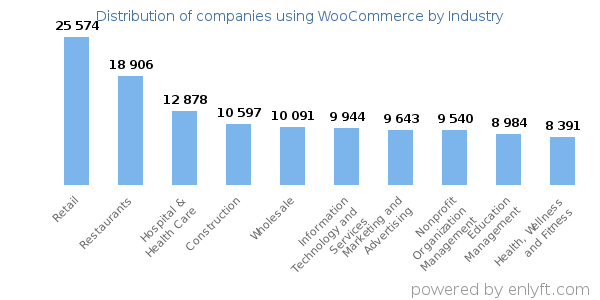 Distribution of companies using WooCommerce by Industry
25 574
18 906
12 878
10 597
10 091
9 944
9 643
9 540
8 984
8 391
Retail
Restaurants
Hospital &
Health Care
Construction
Wholesale
Information
Technology and
Services
Marketing and
Advertising
Nonprofit
Organization
Management
Education
Management
Health, Wellness
and Fitness
powered by enlyft.com